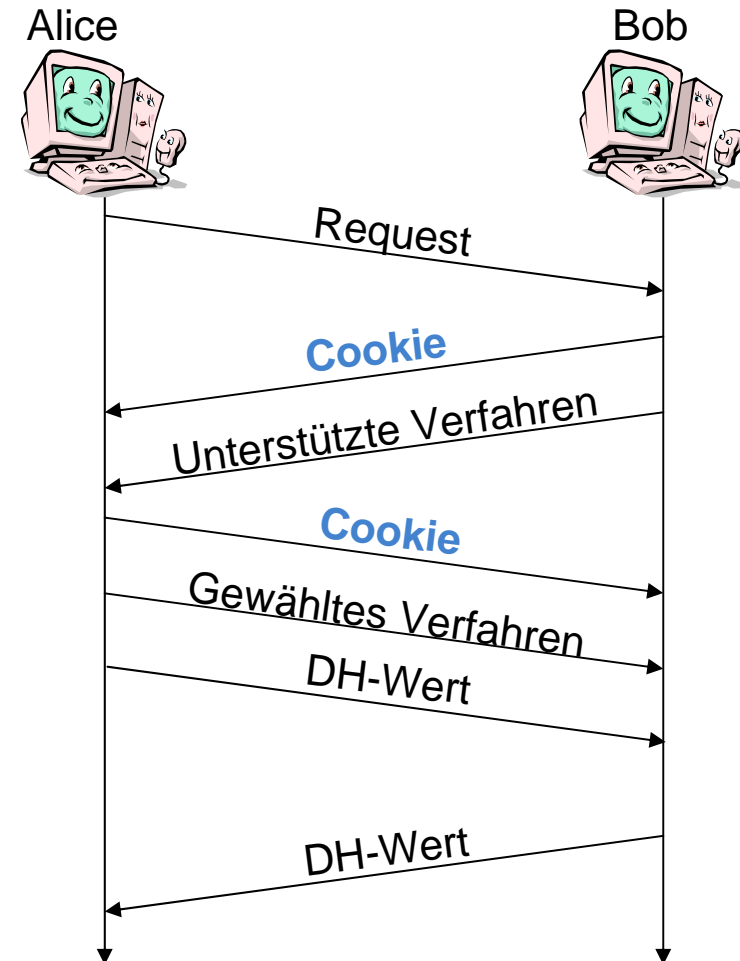 Alice
Bob
Request
Cookie
Unterstützte Verfahren
Cookie
Gewähltes Verfahren
DH-Wert
DH-Wert